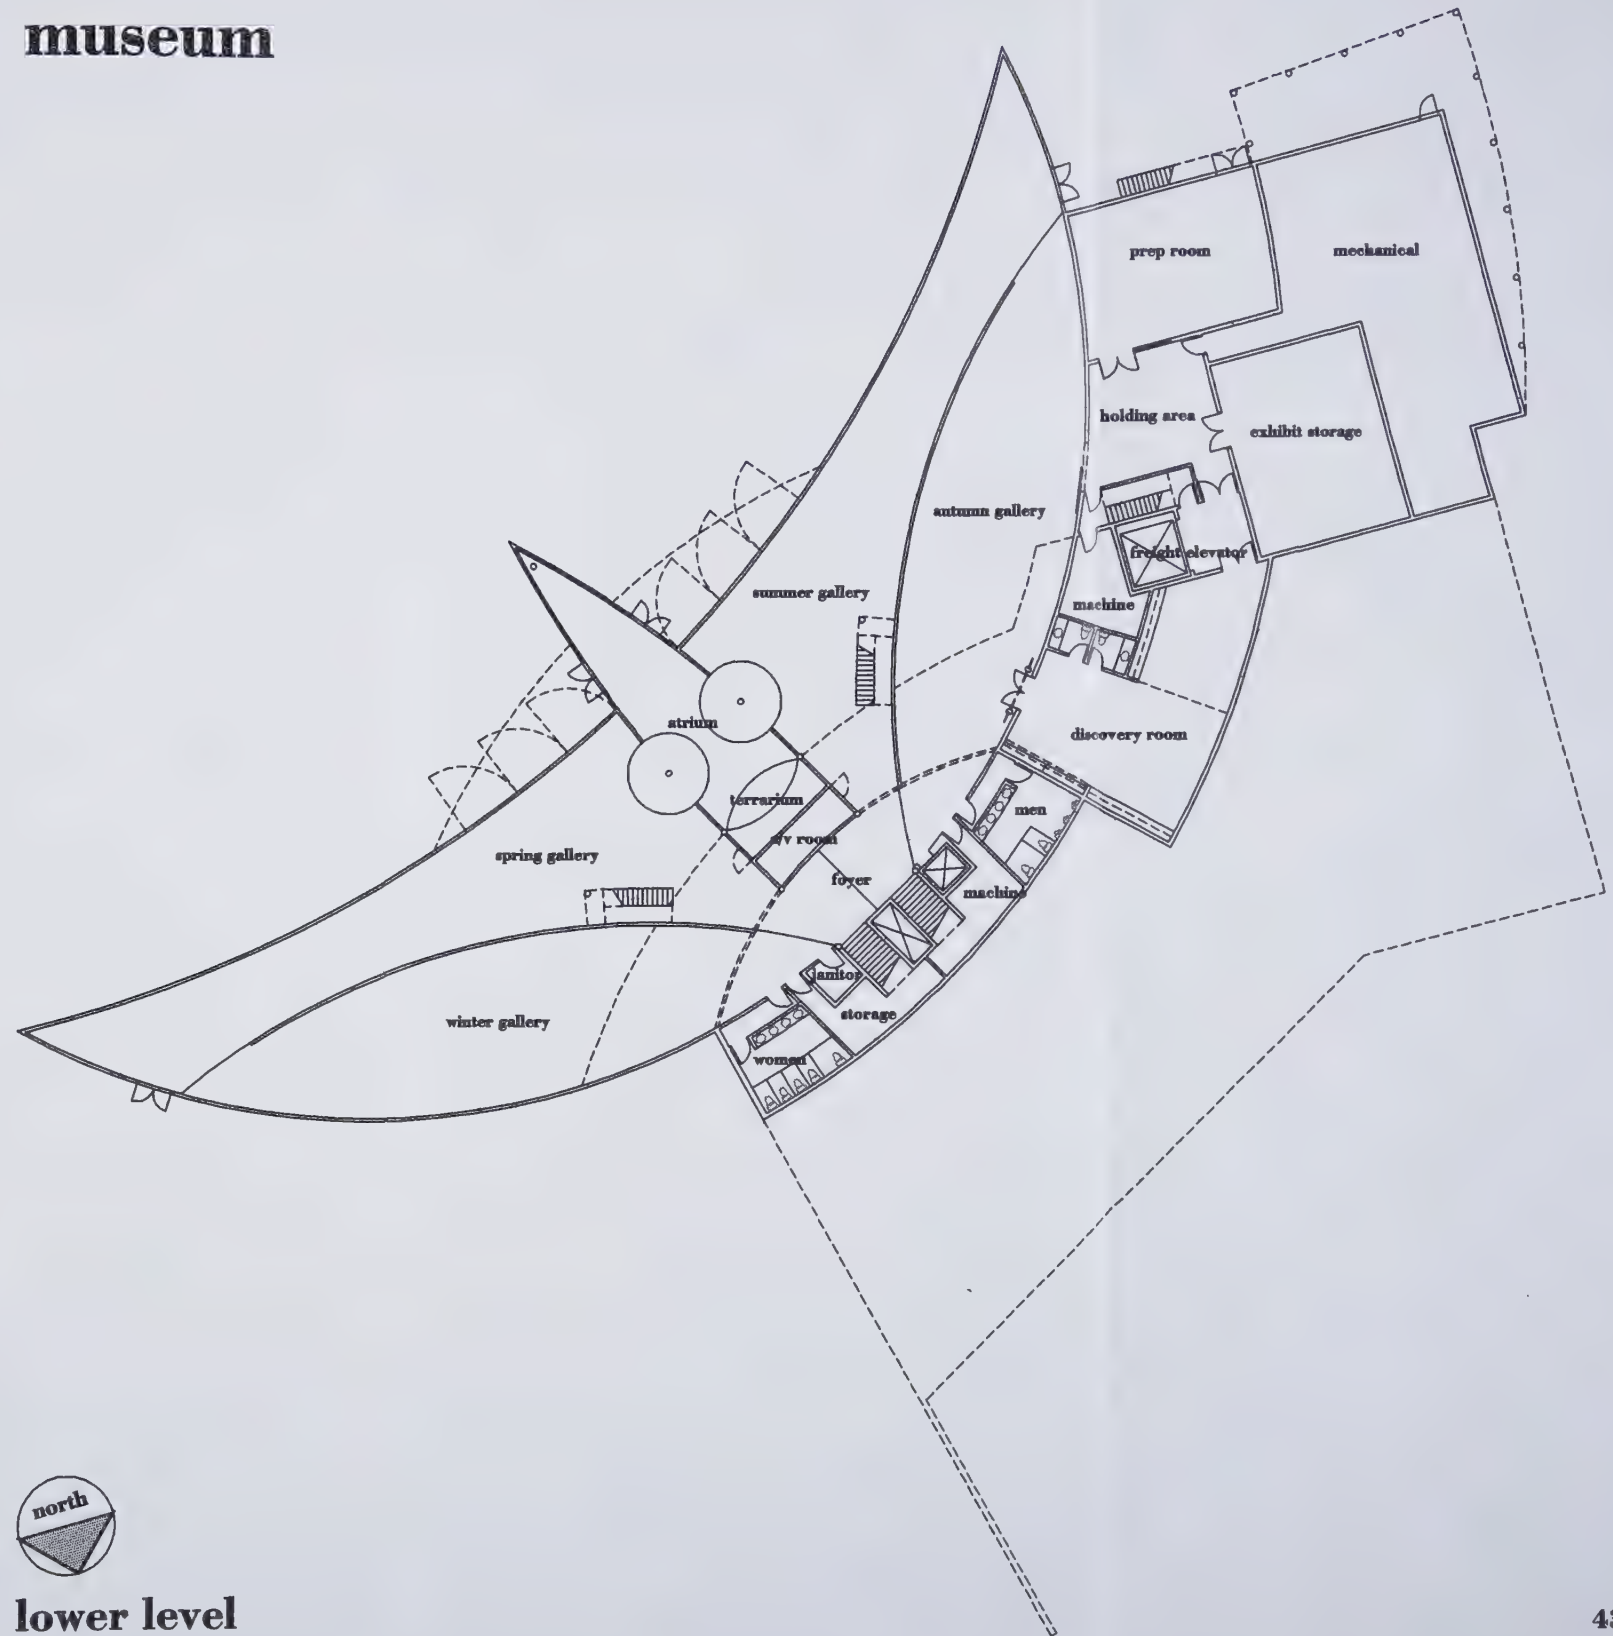 museum
prep room
mechanical
holding area
exhibit storage
autumn gallery
freight elevator
summer gallery
machine
atrium
discovery room
terrarium
men
a/v room
spring gallery
foyer
machine
janitor
storage
winter gallery
women
north
lower level